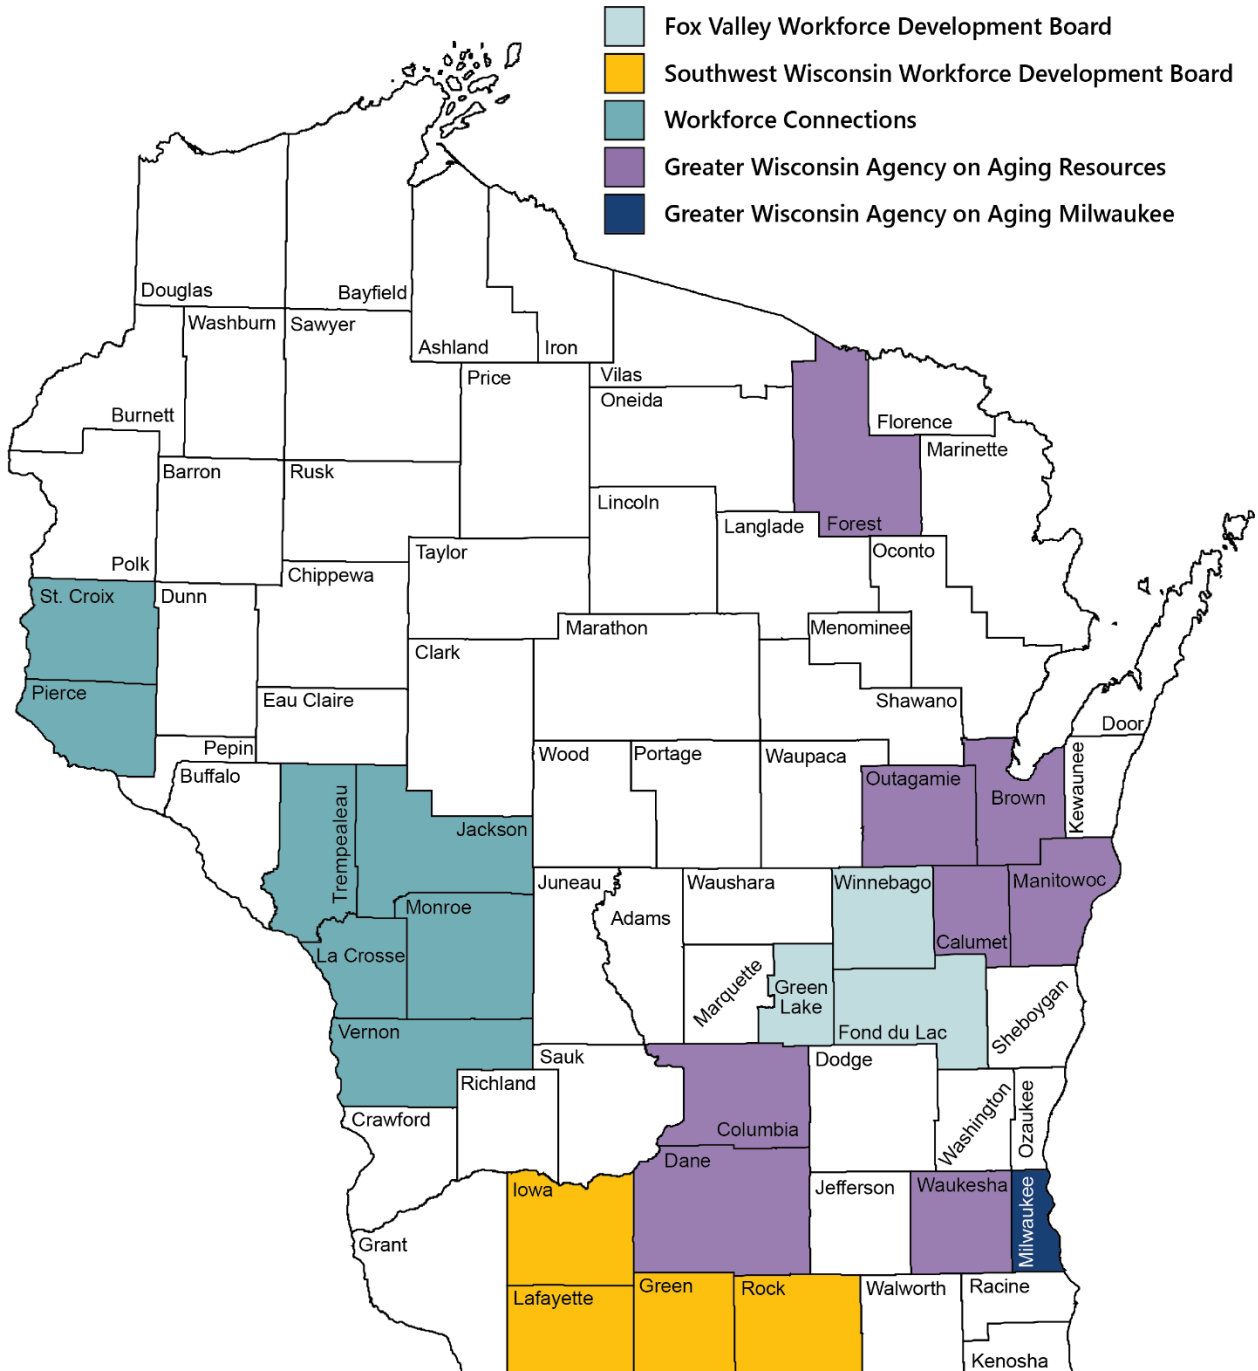 Fox Valley Workforce Development Board
Southwest Wisconsin Workforce Development Board
Workforce Connections
Greater Wisconsin Agency on Aging Resources
Greater Wisconsin Agency on Aging Milwaukee
Douglas
Bayfield
Washburn
Sawyer
Ashland
Iron
Vilas
Price
Oneida
Burnett
Florence
Marinette
Barron
Rusk
Lincoln
Langlade
Forest
Polk
Taylor
Oconto
Chippewa
St. Croix
Dunn
Marathon
Menominee
Clark
Pierce
Eau Claire
Shawano
Door
Pepin
Buffalo
Wood
Portage
Waupaca
Outagamie
Brown
Kewaunee
Trempealeau
Jackson
Juneau
Adams
Waushara
Winnebago
Manitowoc
Monroe
La Crosse
Calumet
Marquette
Green
Lake
Sheboygan
Vernon
Fond du Lac
Sauk
Dodge
Richland
Crawford
Columbia
Washington
Ozaukee
Dane
Iowa
Jefferson
Waukesha
Milwaukee
Grant
Lafayette
Green
Rock
Walworth
Racine
Kenosha